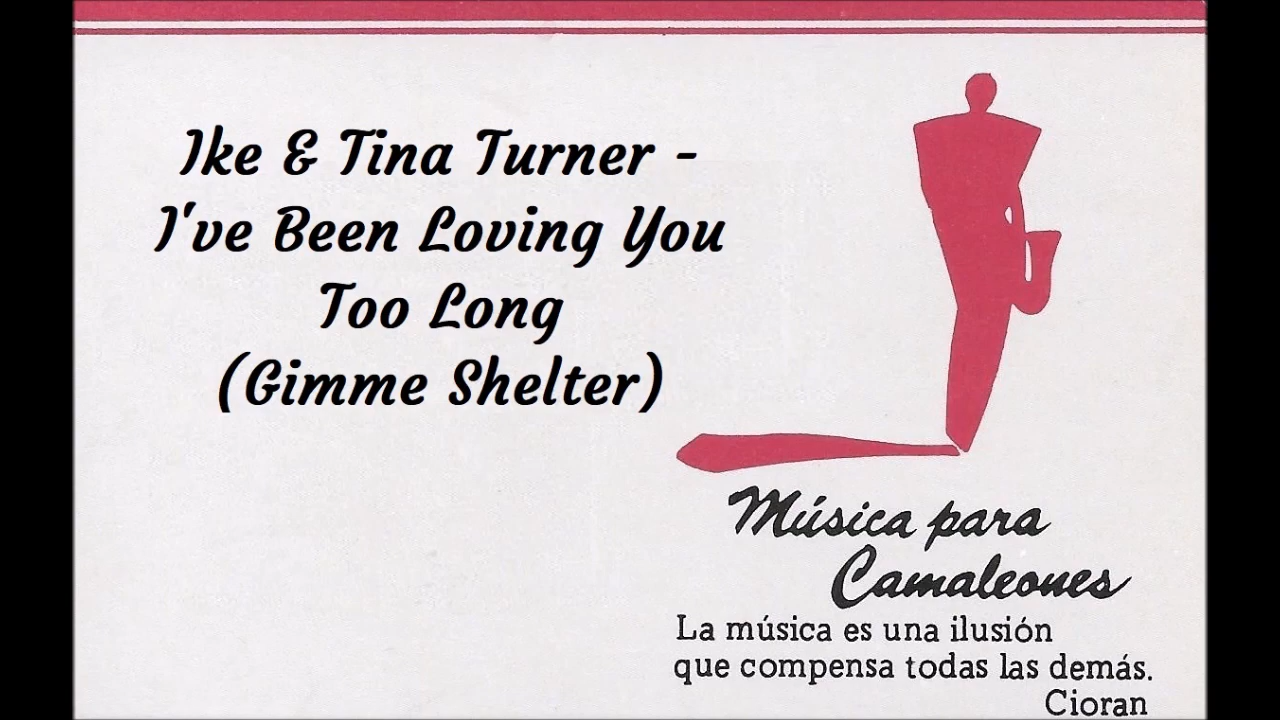 Ike & Tina Turner -
I've Been Loving You
Too Long
(Gimme Shelter)
Música para
Camaleones
La música es una ilusión
que compensa todas las demás.
Cioran